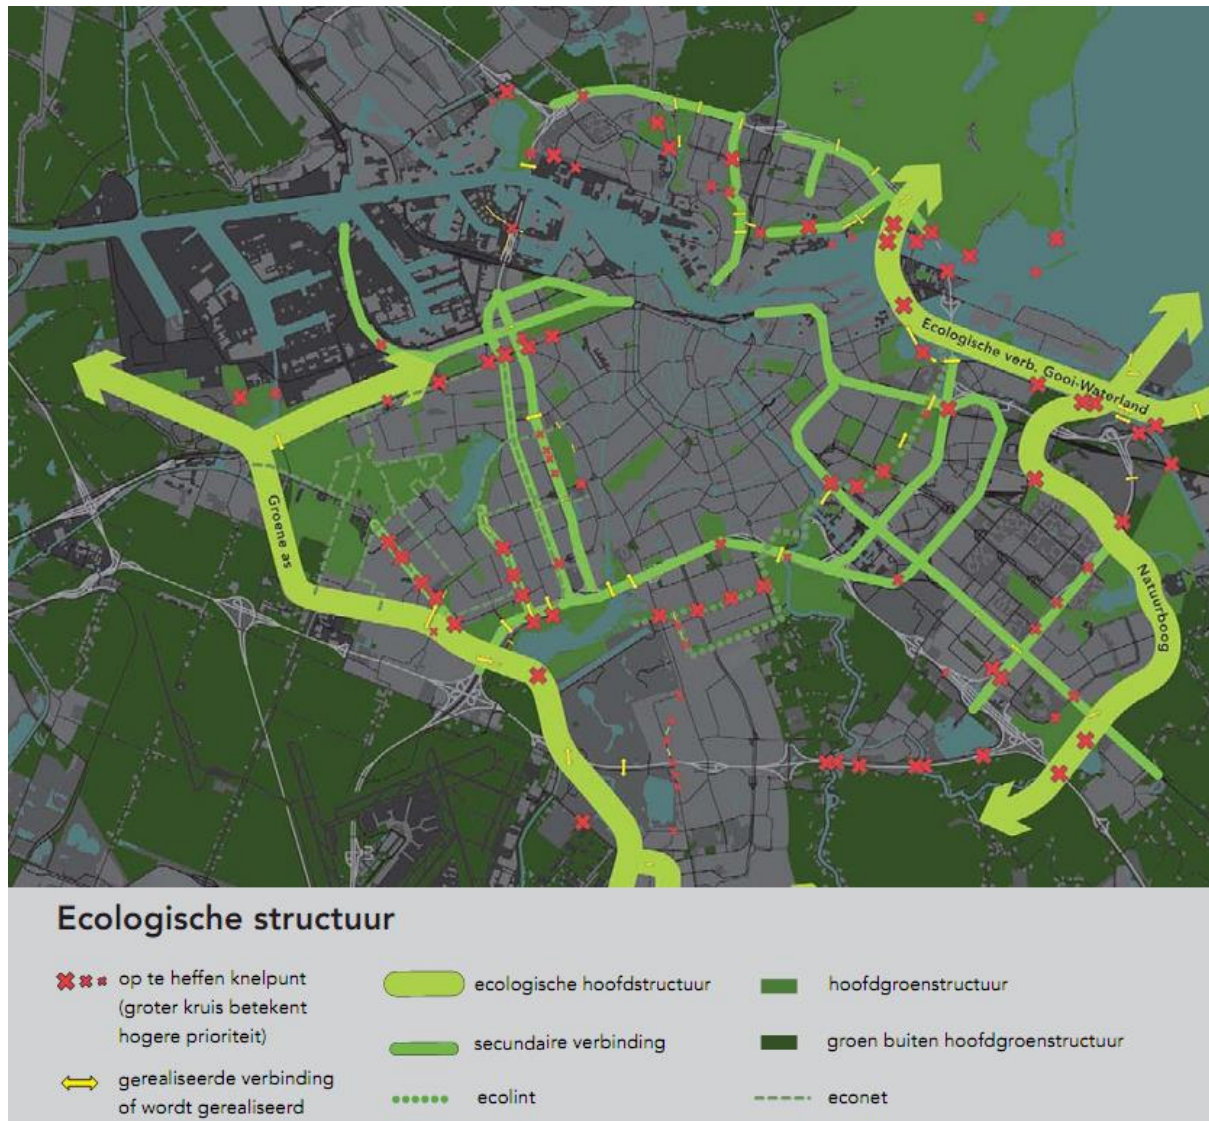 Ecologische verb. Gooi-Waterland
Groene as
Natuurboog
Ecologische structuur
op te heffen knelpunt
(groter kruis betekent
hogere prioriteit)
gerealiseerde verbinding
of wordt gerealiseerd
ecologische hoofdstructuur
secundaire verbinding
ecolint
hoofdgroenstructuur
groen buiten hoofdgroenstructuur
econet